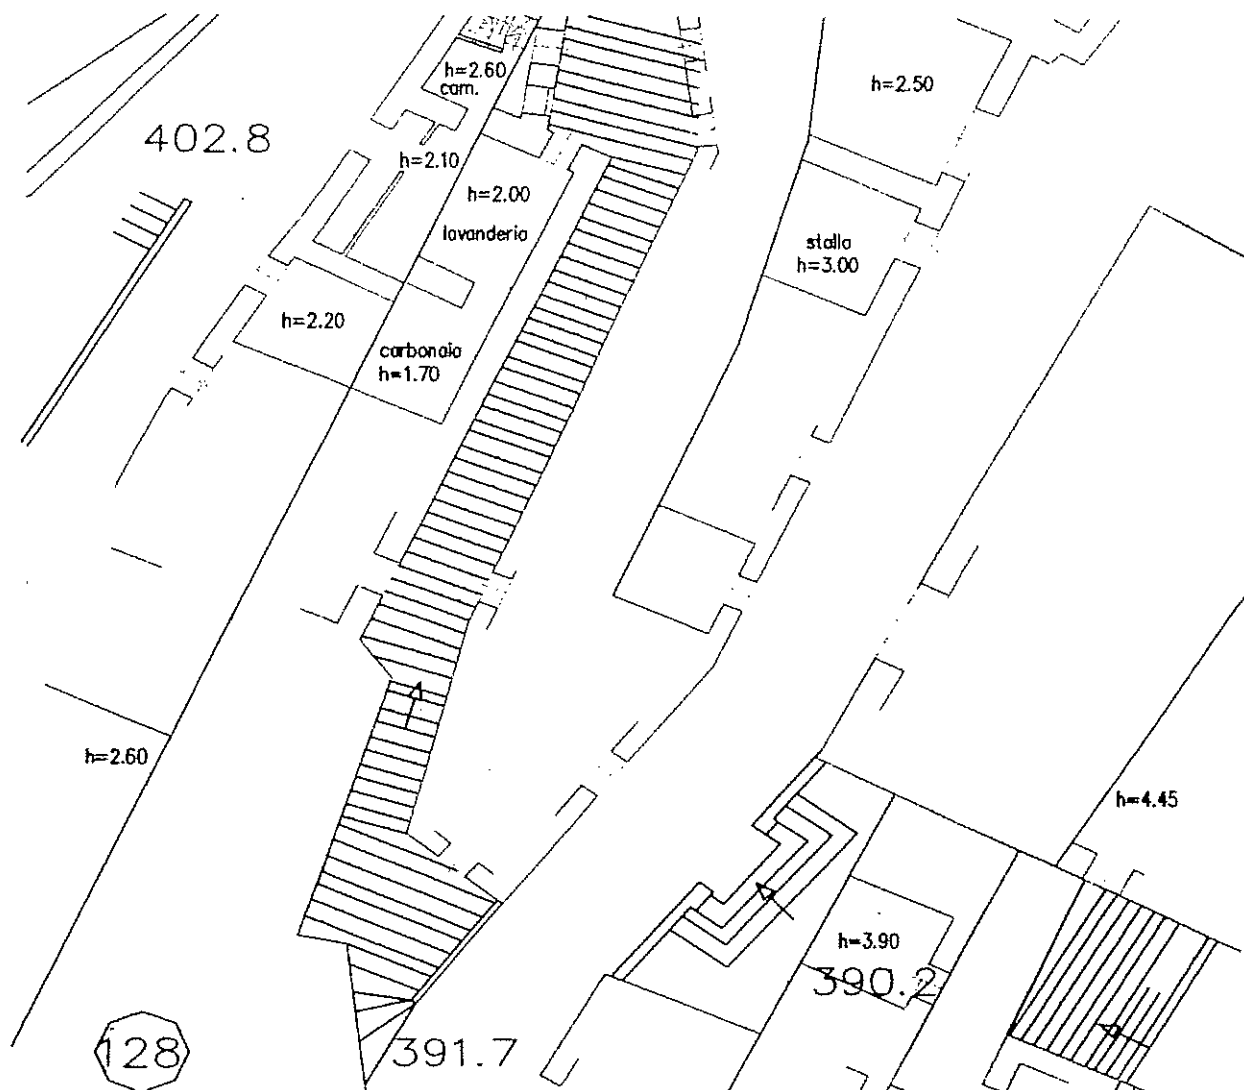 h=2.60
cam.
h=2.50
402.8
h=2.10
h=2.00
lavanderia
stalla
h=3.00
h=2.20
carbonaia
h=1.70
h=2.60
h=4.45
h=3.90
390.2
128
391.7